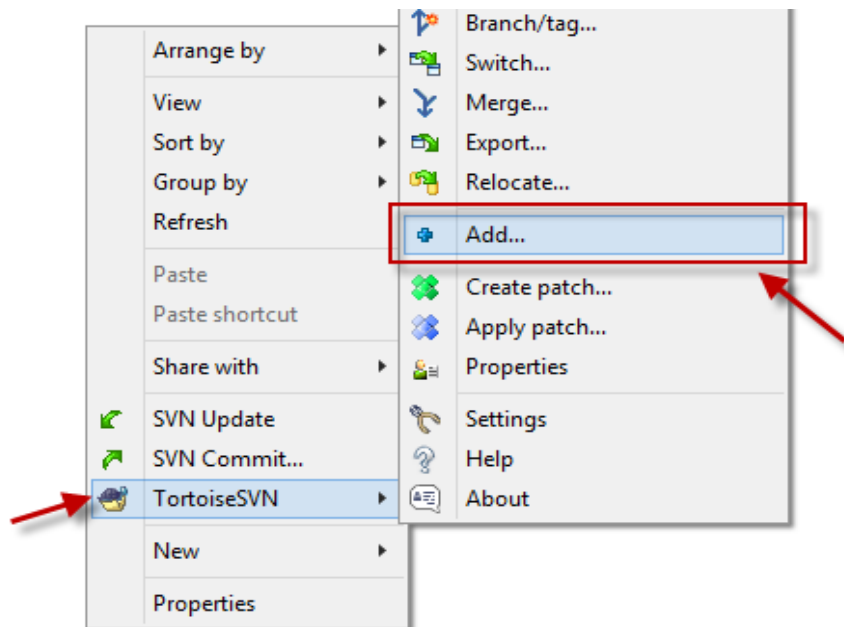 Arrange by
View
Sort by
Group by
Refresh
Paste
Paste shortcut
Share with
SVN Update
SVN Commit...
TortoiseSVN
New
Properties
Branch/tag...
Switch...
Merge...
Export...
Relocate...
Add...
Create patch...
Apply patch...
Properties
Settings
Help
About